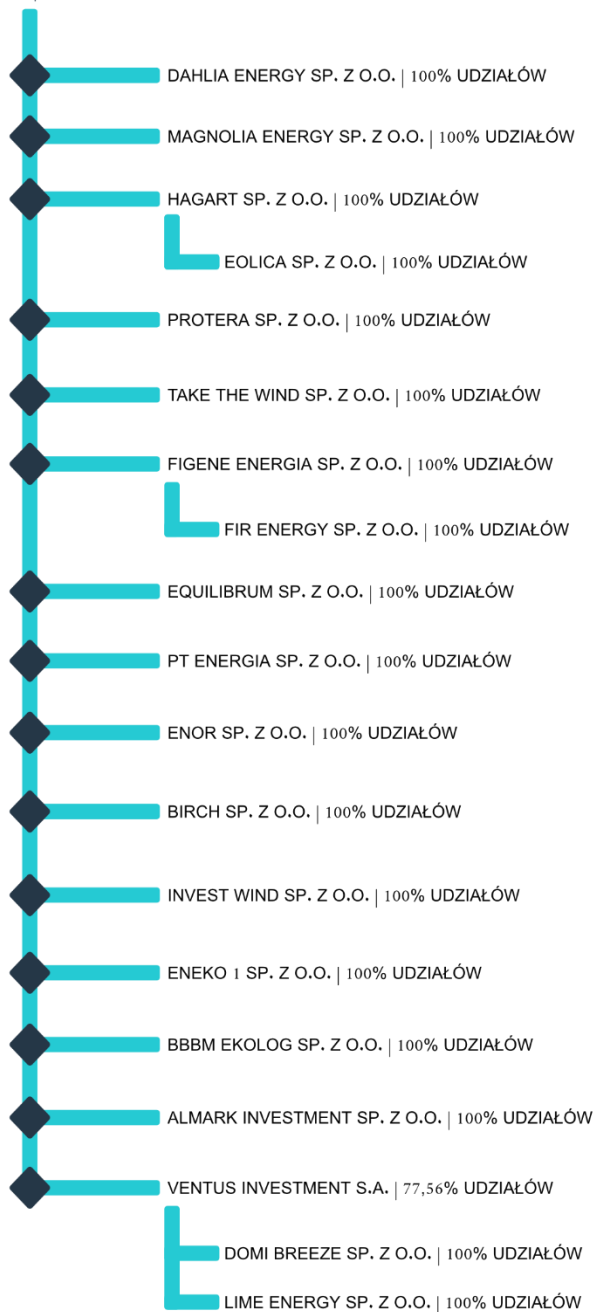 DAHLIA ENERGY SP. Z O.O. | 100% UDZIAŁÓW
MAGNOLIA ENERGY SP. Z O.O. | 100% UDZIAŁÓW
HAGART SP. Z O.O. | 100% UDZIAŁÓW
EOLICA SP. Z O.O. | 100% UDZIAŁÓW
PROTERA SP. Z O.O. | 100% UDZIAŁÓW
TAKE THE WIND SP. Z O.O. | 100% UDZIAŁÓW
FIGENE ENERGIA SP. Z O.O. | 100% UDZIAŁÓW
FIR ENERGY SP. Z O.O. | 100% UDZIAŁÓW
EQUILIBRUM SP. Z O.O. | 100% UDZIAŁÓW
PT ENERGIA SP. Z O.O. | 100% UDZIAŁÓW
ENOR SP. Z O.O. | 100% UDZIAŁÓW
BIRCH SP. Z O.O. | 100% UDZIAŁÓW
INVEST WIND SP. Z O.O. | 100% UDZIAŁÓW
ENEKO 1 SP. Z O.O. | 100% UDZIAŁÓW
BBBM EKOLOG SP. Z O.O. | 100% UDZIAŁÓW
ALMARK INVESTMENT SP. Z O.O. | 100% UDZIAŁÓW
VENTUS INVESTMENT S.A. | 77,56% UDZIAŁÓW
DOMI BREEZE SP. Z O.O. | 100% UDZIAŁÓW
LIME ENERGY SP. Z O.O. | 100% UDZIAŁÓW